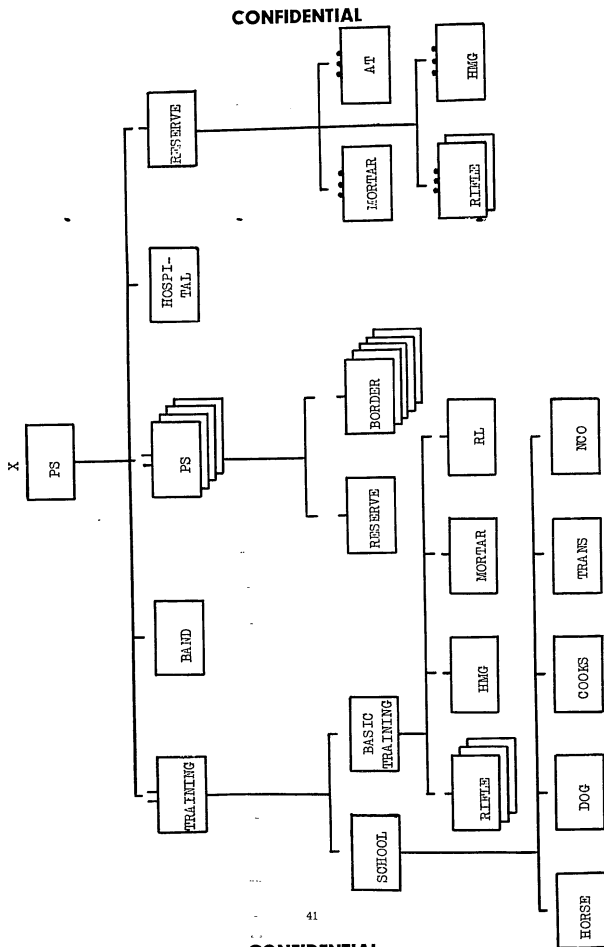 CONFIDENTIAL
X
PS
TRAINING
BAND
PS
HOSPI-
TAL
RESERVE
SCHOOL
BASIC
TRAINING
RESERVE
BORDER
MORTAR
AT
RIFLE
HMG
RIFLE
HMG
MORTAR
RL
HORSE
DOG
COOKS
TRANS
NCO
41
CONFIDENTIAL